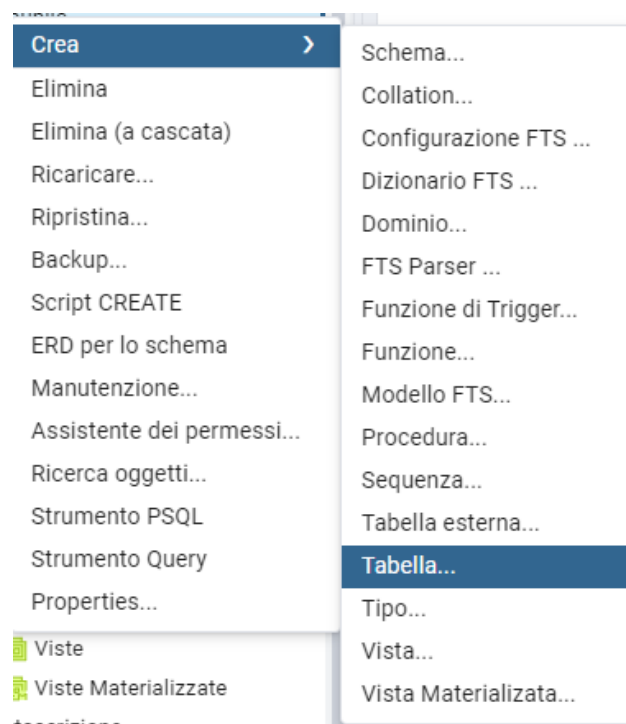 Crea
Elimina
Elimina (a cascata)
Ricaricare...
Ripristina...
Backup...
Script CREATE
ERD per lo schema
Manutenzione...
Assistente dei permessi...
Ricerca oggetti...
Strumento PSQL
Strumento Query
Properties...
Viste
Viste Materializzate
Schema...
Collation...
Configurazione FTS ...
Dizionario FTS ...
Dominio...
FTS Parser ...
Funzione di Trigger...
Funzione...
Modello FTS...
Procedura...
Sequenza...
Tabella esterna...
Tabella...
Tipo...
Vista...
Vista Materializata...